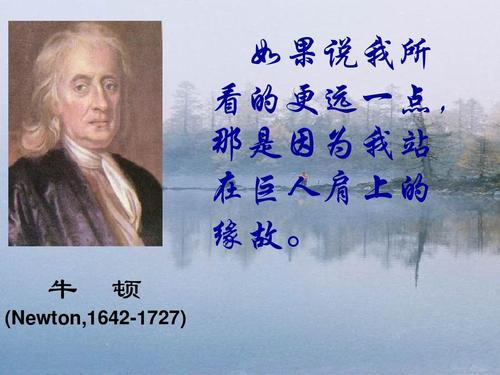 如果说我所
看的更远一点，
那是因为我站
在巨人肩上的
缘故。
牛 顿
(Newton,1642-1727)